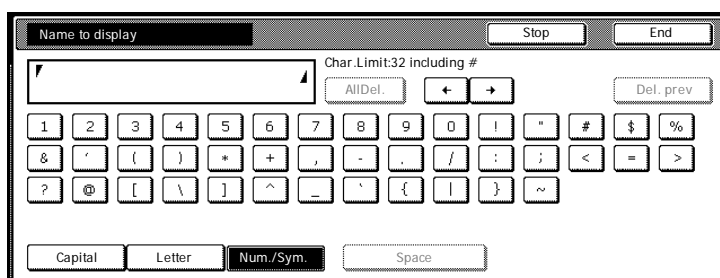 Name to display Stop End
Char.Limit:32 including #
AllDel. ← → Del. prev
1 2 3 4 5 6 7 8 9 0 ! " # $ %
& ´ ( ) * + , - . / : ; < = >
? @ [ \ ] ^ _ ` { | } ~
Capital Letter Num./Sym. Space